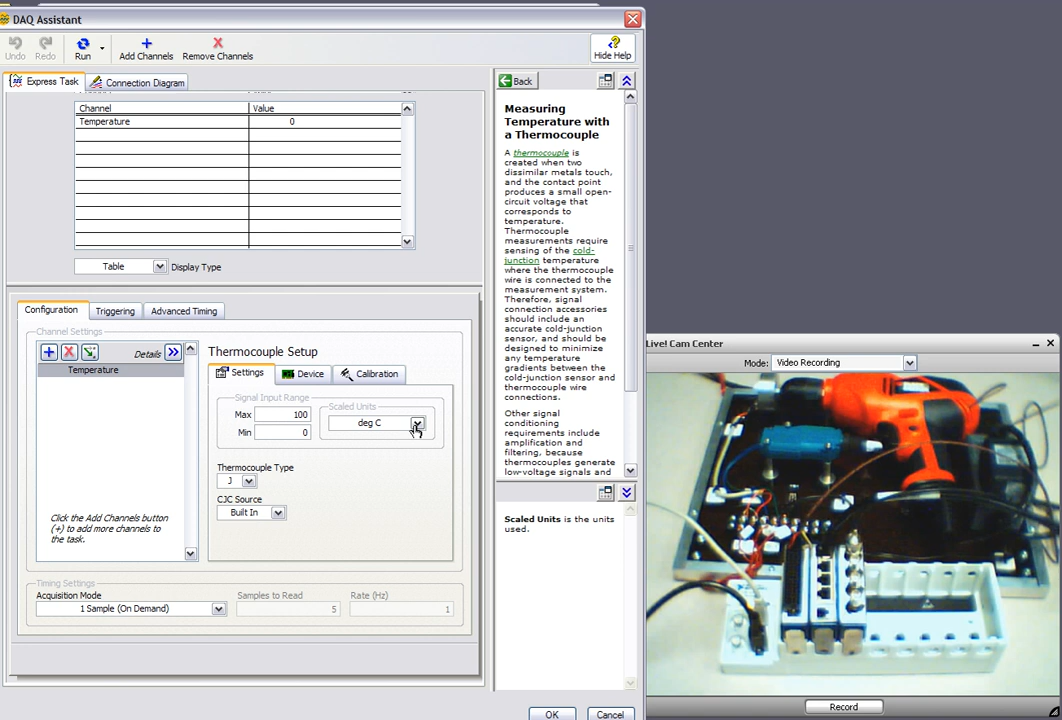 DAQ Assistant
Undo
Redo
Run
Add Channels
Remove Channels
Hide Help
Express Task
Connection Diagram
Back
Channel
Value
Temperature
0
Table
Display Type
Measuring
Temperature with
a Thermocouple
A thermocouple is
created when two
dissimilar metals touch,
and the contact point
produces a small open-
circuit voltage that
corresponds to
temperature.
Thermocouple
measurements require
sensing of the cold-
junction temperature
where the thermocouple
wire is connected to the
measurement system.
Therefore, signal
connection accessories
should include an
accurate cold-junction
sensor, and should be
designed to minimize
any temperature
gradients between the
cold-junction sensor and
thermocouple wire
connections.
Other signal
conditioning
requirements include
amplification and
filtering, because
thermocouples generate
low-voltage signals and
Configuration
Triggering
Advanced Timing
Channel Settings
Details
Temperature
Click the Add Channels button
(+) to add more channels to
the task.
Thermocouple Setup
Settings
Device
Calibration
Signal Input Range
Max
100
Min
0
Scaled Units
deg C
Thermocouple Type
J
CJC Source
Built In
Timing Settings
Acquisition Mode
1 Sample (On Demand)
Samples to Read
5
Rate (Hz)
1
Scaled Units is the units
used.
OK
Cancel
Live! Cam Center
Mode:
Video Recording
Record